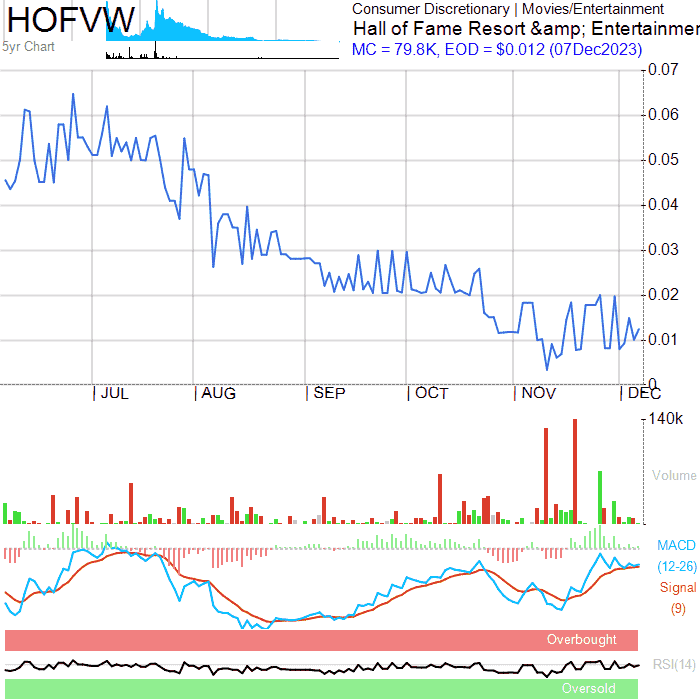 HOFVW
5yr Chart
Consumer Discretionary | Movies/Entertainment
Hall of Fame Resort &amp; Entertainmer
MC = 79.8K, EOD = $0.012 (07Dec2023)
0.07
0.06
0.05
0.04
0.03
0.02
0.01
0
JUL
AUG
SEP
OCT
NOV
DEC
140k
Volume
MACD
(12-26)
Signal
(9)
Overbought
RSI(14)
Oversold